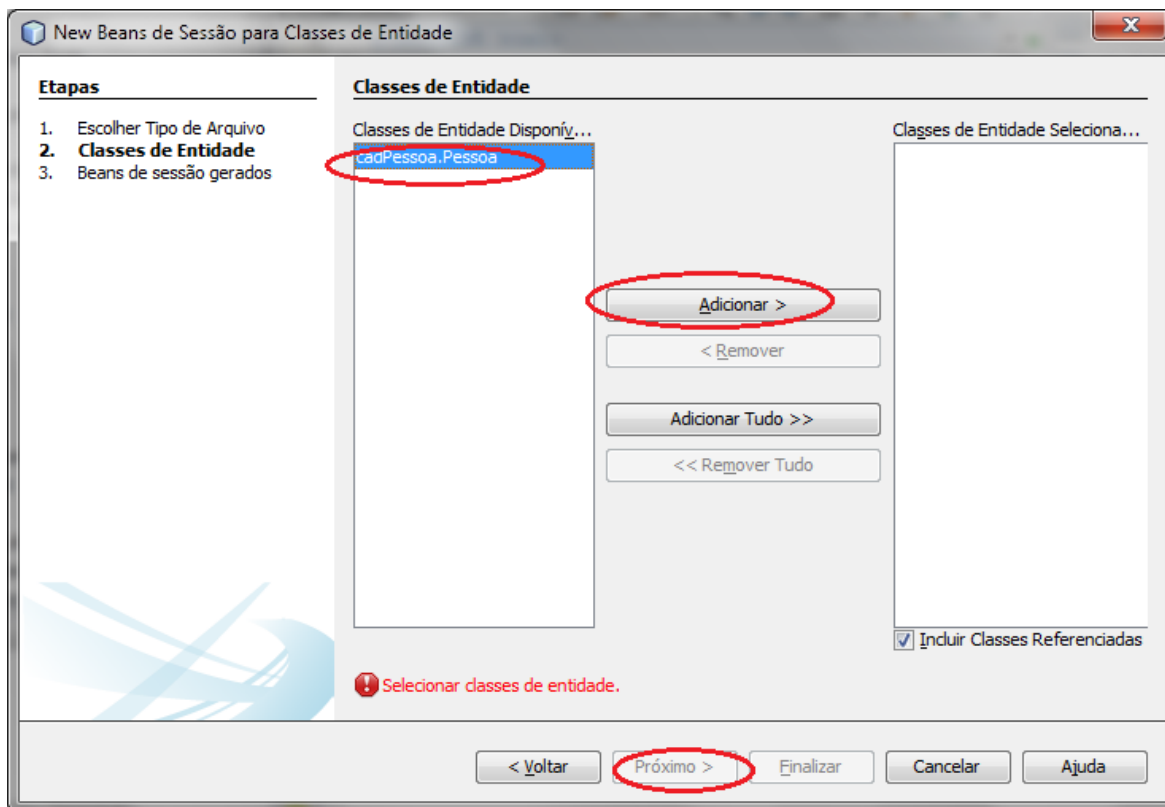 New Beans de Sessão para Classes de Entidade
Etapas
1. Escolher Tipo de Arquivo
2. Classes de Entidade
3. Beans de sessão gerados
Classes de Entidade
Classes de Entidade Disponív...
cadPessoa.Pessoa
Adicionar >
< Remover
Adicionar Tudo >>
<< Remover Tudo
Classes de Entidade Seleciona...
Incluir Classes Referenciadas
Selecionar classes de entidade.
< Voltar
Próximo >
Finalizar
Cancelar
Ajuda